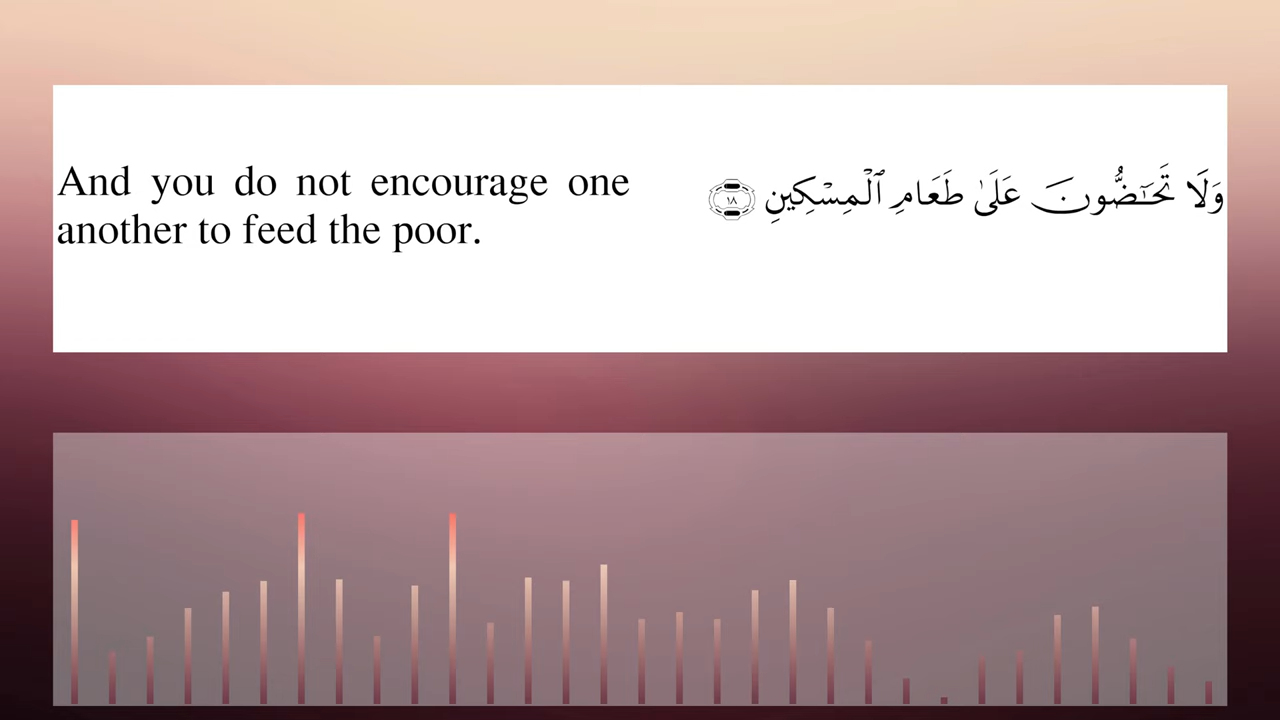 And you do not encourage one
another to feed the poor.
وَلَا تَحَٰٓضُّونَ عَلَىٰ طَعَامِ ٱلْمِسْكِينِ ١٨